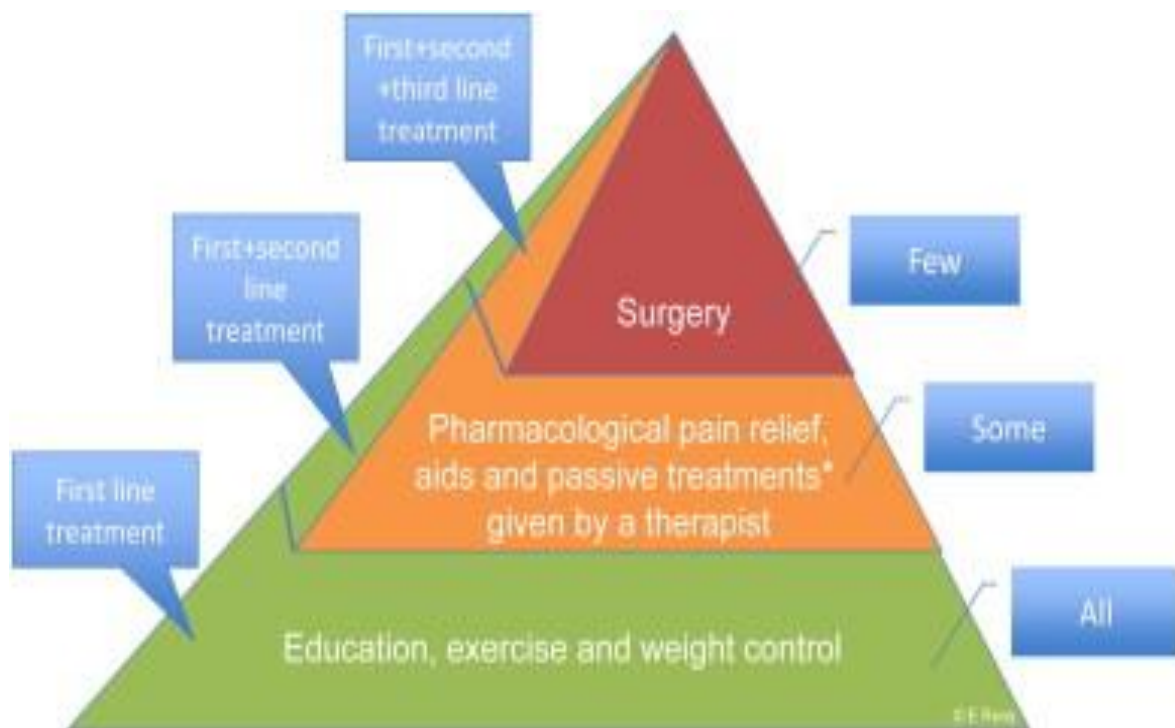 First+second
+third line
treatment
First+second
line
treatment
First line
treatment
Surgery
Pharmacological pain relief,
aids and passive treatments*
given by a therapist
Education, exercise and weight control
Few
Some
All